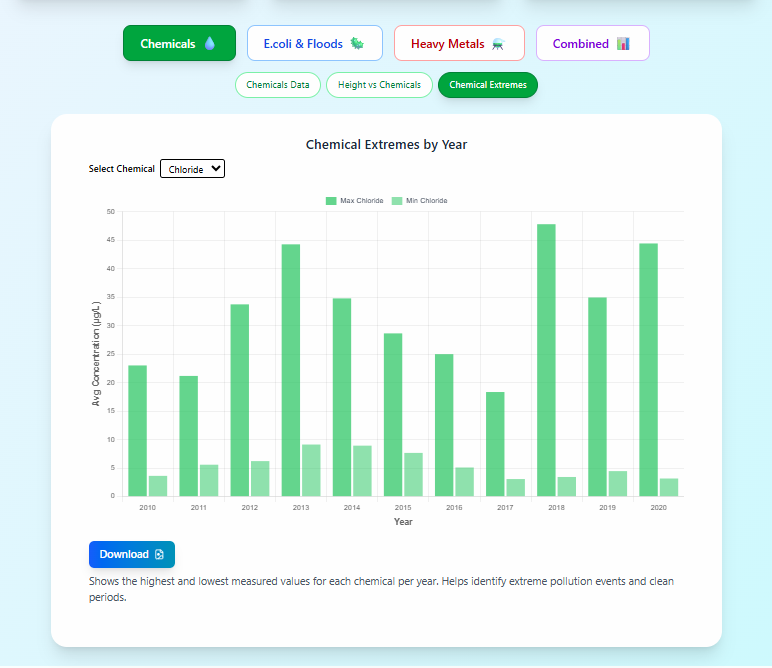 Chemicals 💧 E.coli & Floods 🦠 Heavy Metals ⚗️ Combined 📊
Chemicals Data Height vs Chemicals Chemical Extremes
Chemical Extremes by Year
Select Chemical Chloride
Max Chloride Min Chloride
50
45
40
35
30
25
20
15
10
5
0
Avg Concentration (µg/L)
2010 2011 2012 2013 2014 2015 2016 2017 2018 2019 2020
Year
Download
Shows the highest and lowest measured values for each chemical per year. Helps identify extreme pollution events and clean
periods.